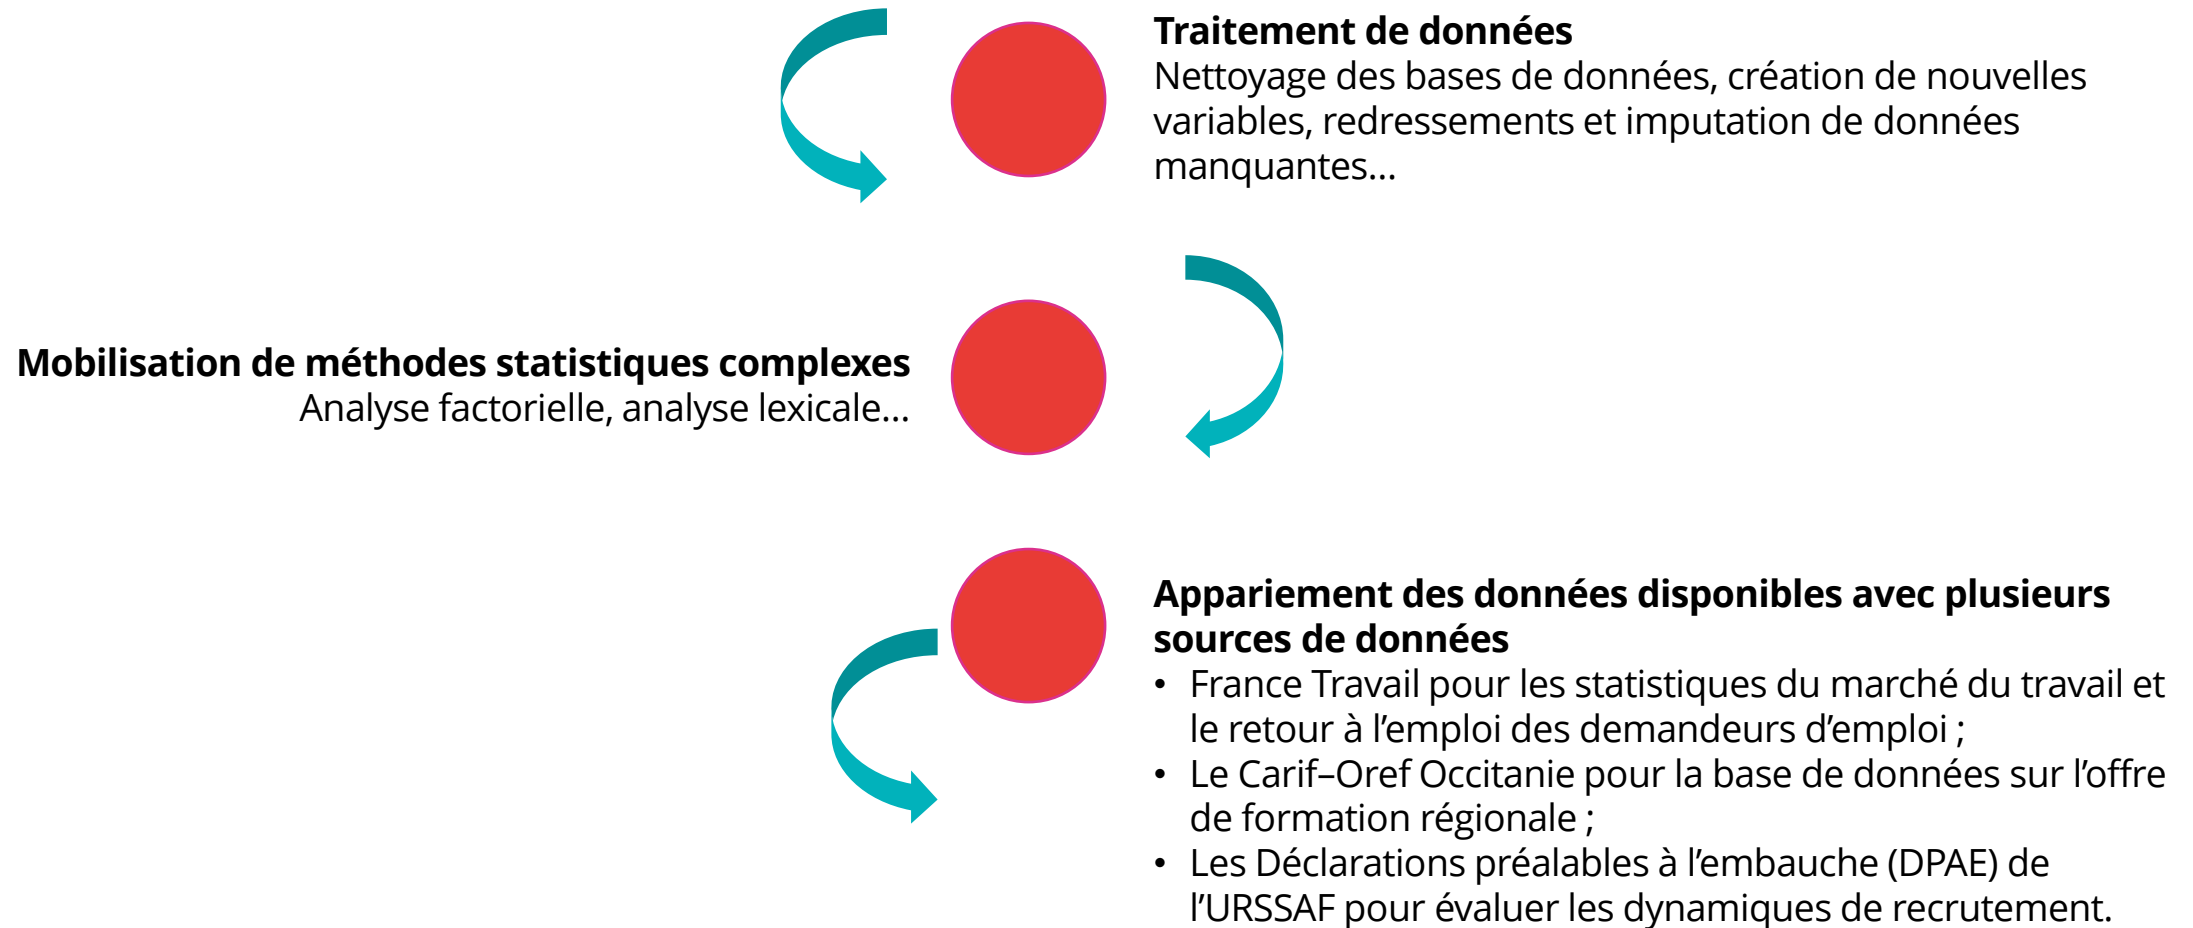 Traitement de données
Nettoyage des bases de données, création de nouvelles
variables, redressements et imputation de données
manquantes…
Mobilisation de méthodes statistiques complexes
Analyse factorielle, analyse lexicale…
Appariement des données disponibles avec plusieurs
sources de données
• France Travail pour les statistiques du marché du travail et
le retour à l’emploi des demandeurs d’emploi ;
• Le Carif–Oref Occitanie pour la base de données sur l’offre
de formation régionale ;
• Les Déclarations préalables à l’embauche (DPAE) de
l’URSSAF pour évaluer les dynamiques de recrutement.